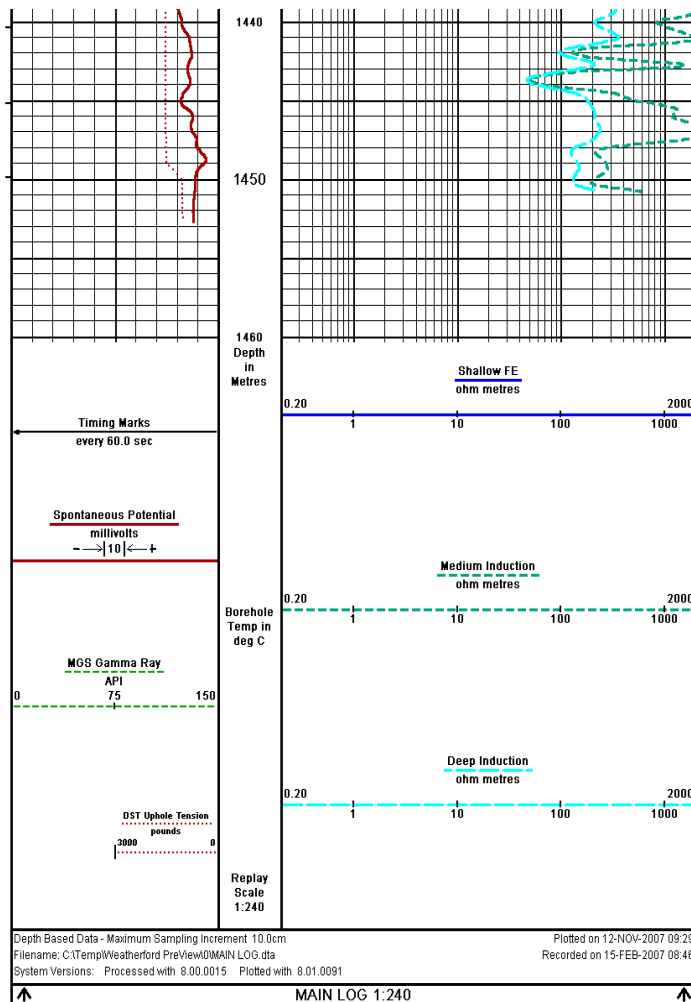 1440
1450
1460
Depth
in
Metres
Shallow FE
ohm metres
0.20 2000
1 10 100 1000
Timing Marks
every 60.0 sec
Spontaneous Potential
millivolts
- →|10|← +
Medium Induction
ohm metres
0.20 2000
1 10 100 1000
Borehole
Temp in
deg C
MGS Gamma Ray
API
0 75 150
Deep Induction
ohm metres
0.20 2000
1 10 100 1000
DST Uphole Tension
pounds
3000 0
Replay
Scale
1:240
Depth Based Data - Maximum Sampling Increment 10.0cm Plotted on 12-NOV-2007 09:29
Filename: C:\Temp\Weatherford PreView\0\MAIN LOG.dta Recorded on 15-FEB-2007 08:46
System Versions: Processed with 8.00.0015 Plotted with 8.01.0091
MAIN LOG 1:240